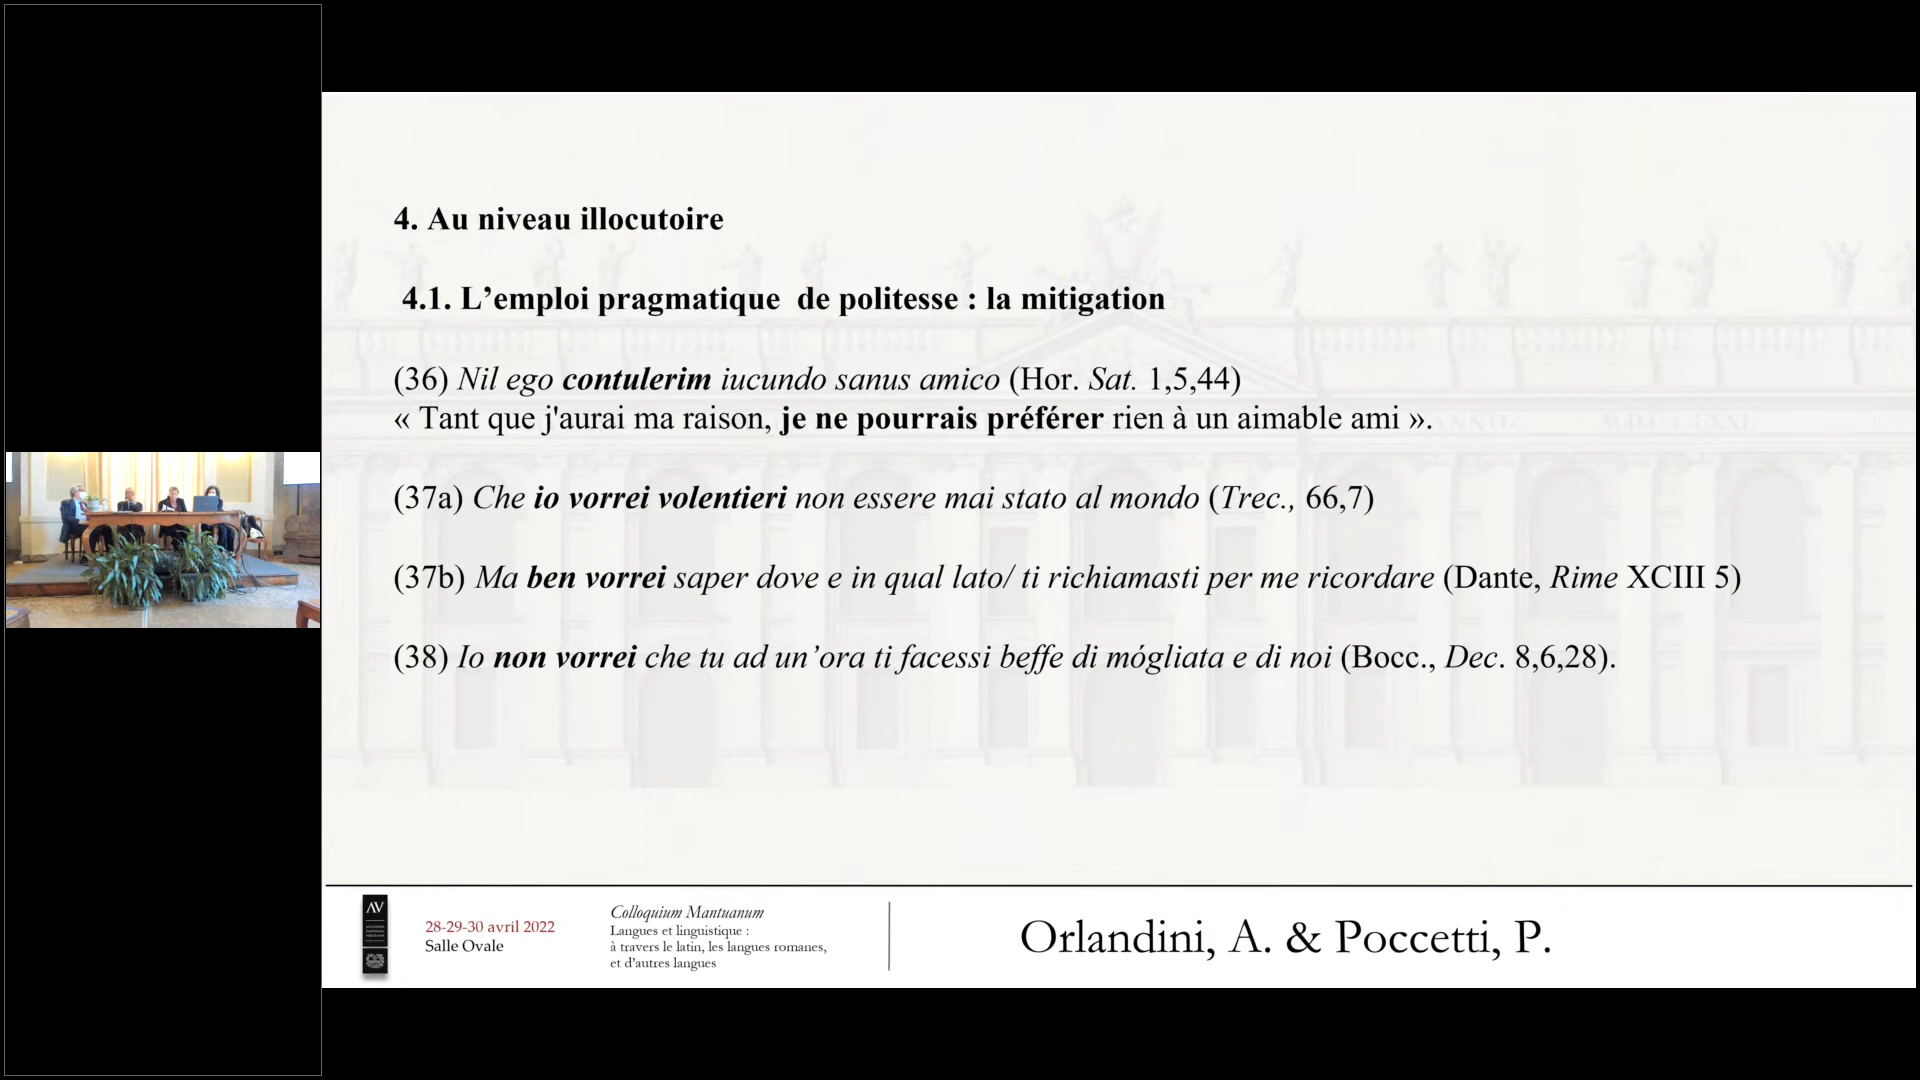 4. Au niveau illocutoire
4.1. L’emploi pragmatique  de politesse : la mitigation
(36) Nil ego contulerim iucundo sanus amico (Hor. Sat. 1,5,44)
« Tant que j'aurai ma raison, je ne pourrais préférer rien à un aimable ami ».
(37a) Che io vorrei volentieri non essere mai stato al mondo (Trec., 66,7)
(37b) Ma ben vorrei saper dove e in qual lato/ ti richiamasti per me ricordare (Dante, Rime XCIII 5)
(38) Io non vorrei che tu ad un’ora ti facessi beffe di mógliata e di noi (Bocc., Dec. 8,6,28).
AV
28-29-30 avril 2022
Salle Ovale
Colloquium Mantuanum
Langues et linguistique :
à travers le latin, les langues romanes,
et d’autres langues
Orlandini, A. & Poccetti, P.